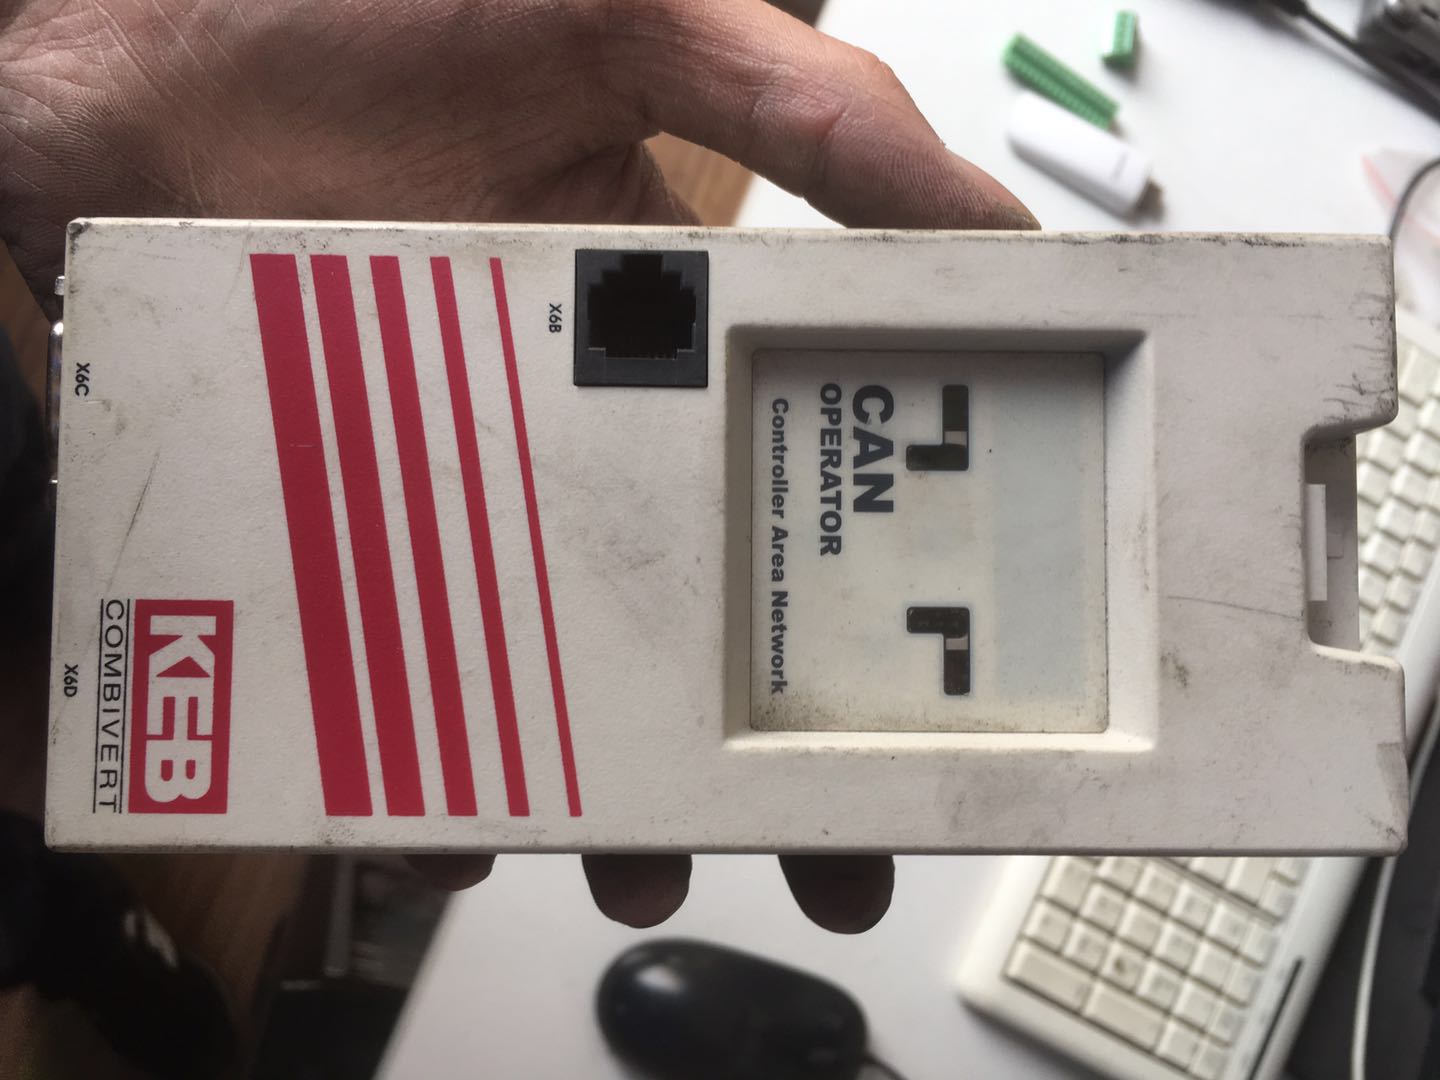 CAN
OPERATOR
Controller Area Network
X6B
KEB
COMBIVERT
X6C
X6D